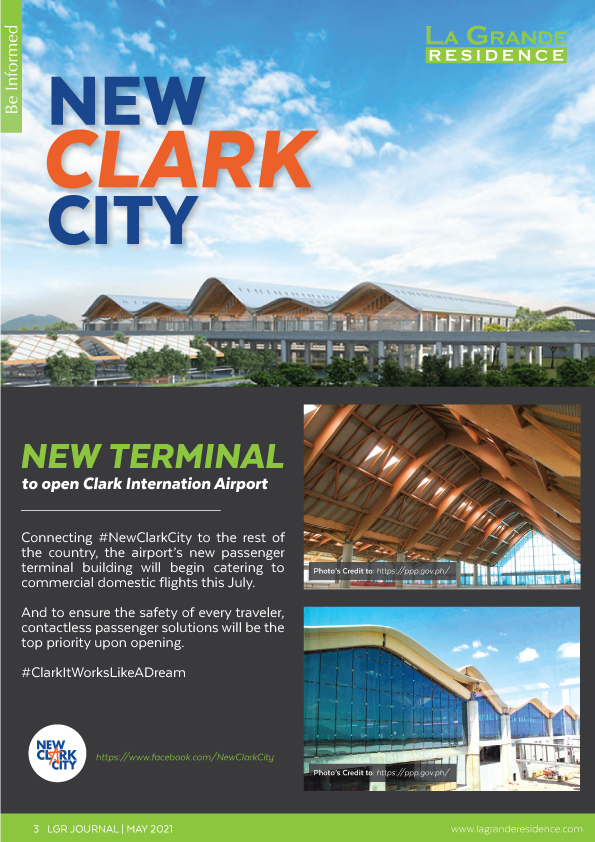 Be Informed
LA GRANDE
RESIDENCE
NEW
CLARK
CITY
NEW TERMINAL
to open Clark Internation Airport
Connecting #NewClarkCity to the rest of
the country, the airport's new passenger
terminal building will begin catering to
commercial domestic flights this July.
And to ensure the safety of every traveler,
contactless passenger solutions will be the
top priority upon opening.
#ClarkItWorksLikeADream
NEW
CLARK
CITY
https://www.facebook.com/NewClarkCity
Photo's Credit to: https://ppp.gov.ph/
Photo's Credit to: https://ppp.gov.ph/
3 LGR JOURNAL | MAY 2021
www.lagranderesidence.com